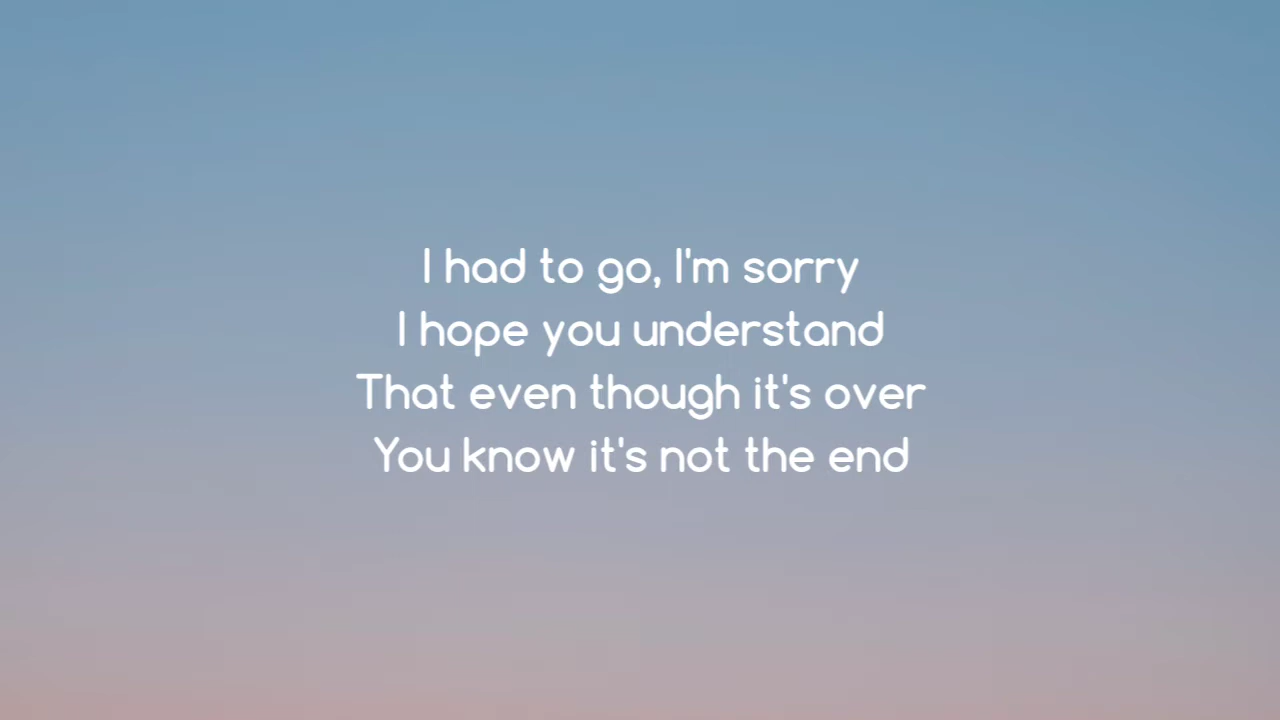 I had to go, I'm sorry
I hope you understand
That even though it's over
You know it's not the end